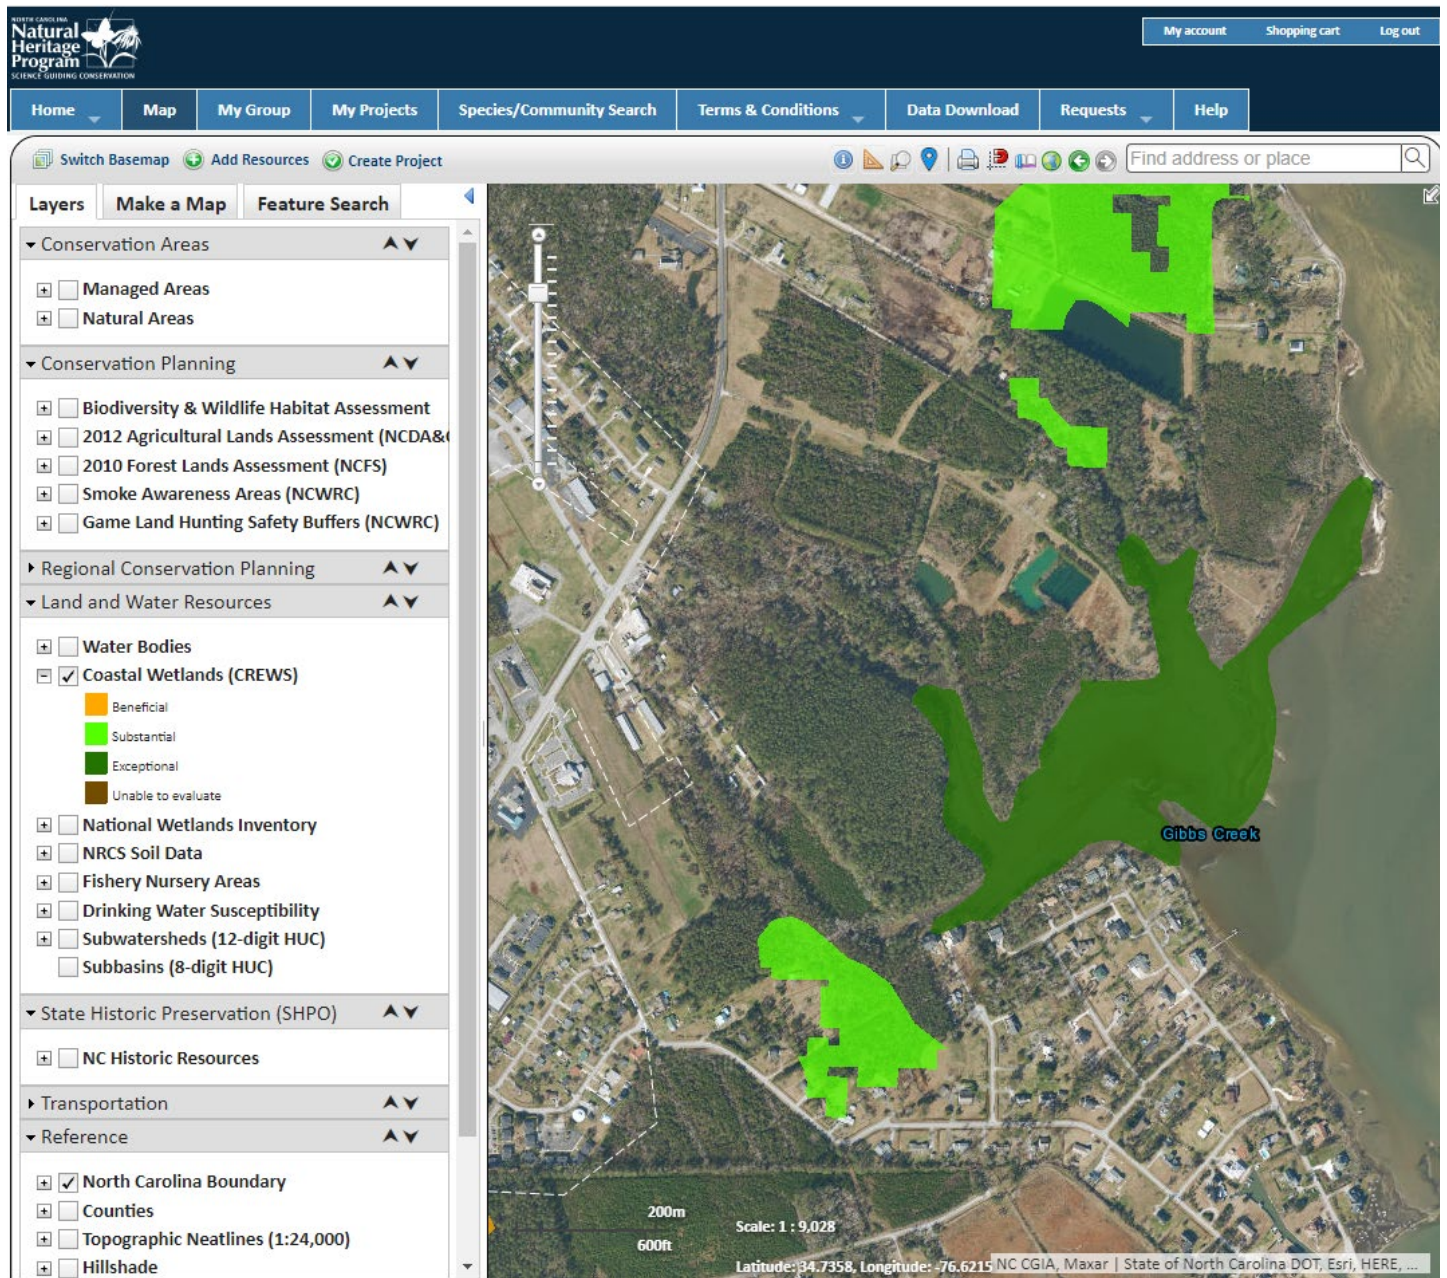 NORTH CAROLINA
Natural
Heritage
Program
SCIENCE GUIDING CONSERVATION
My account Shopping cart Log out
Home Map My Group My Projects Species/Community Search Terms & Conditions Data Download Requests Help
Switch Basemap Add Resources Create Project Find address or place
Layers Make a Map Feature Search
Conservation Areas
Managed Areas
Natural Areas
Conservation Planning
Biodiversity & Wildlife Habitat Assessment
2012 Agricultural Lands Assessment (NCDA&
2010 Forest Lands Assessment (NCFS)
Smoke Awareness Areas (NCWRC)
Game Land Hunting Safety Buffers (NCWRC)
Regional Conservation Planning
Land and Water Resources
Water Bodies
Coastal Wetlands (CREWS)
Beneficial
Substantial
Exceptional
Unable to evaluate
National Wetlands Inventory
NRCS Soil Data
Fishery Nursery Areas
Drinking Water Susceptibility
Subwatersheds (12-digit HUC)
Subbasins (8-digit HUC)
State Historic Preservation (SHPO)
NC Historic Resources
Transportation
Reference
North Carolina Boundary
Counties
Topographic Neatlines (1:24,000)
Hillshade
Gibbs Creek
200m
600ft
Scale: 1 : 9,028
Latitude: 34.7358, Longitude: -76.6215
NC CGIA, Maxar | State of North Carolina DOT, Esri, HERE, ...